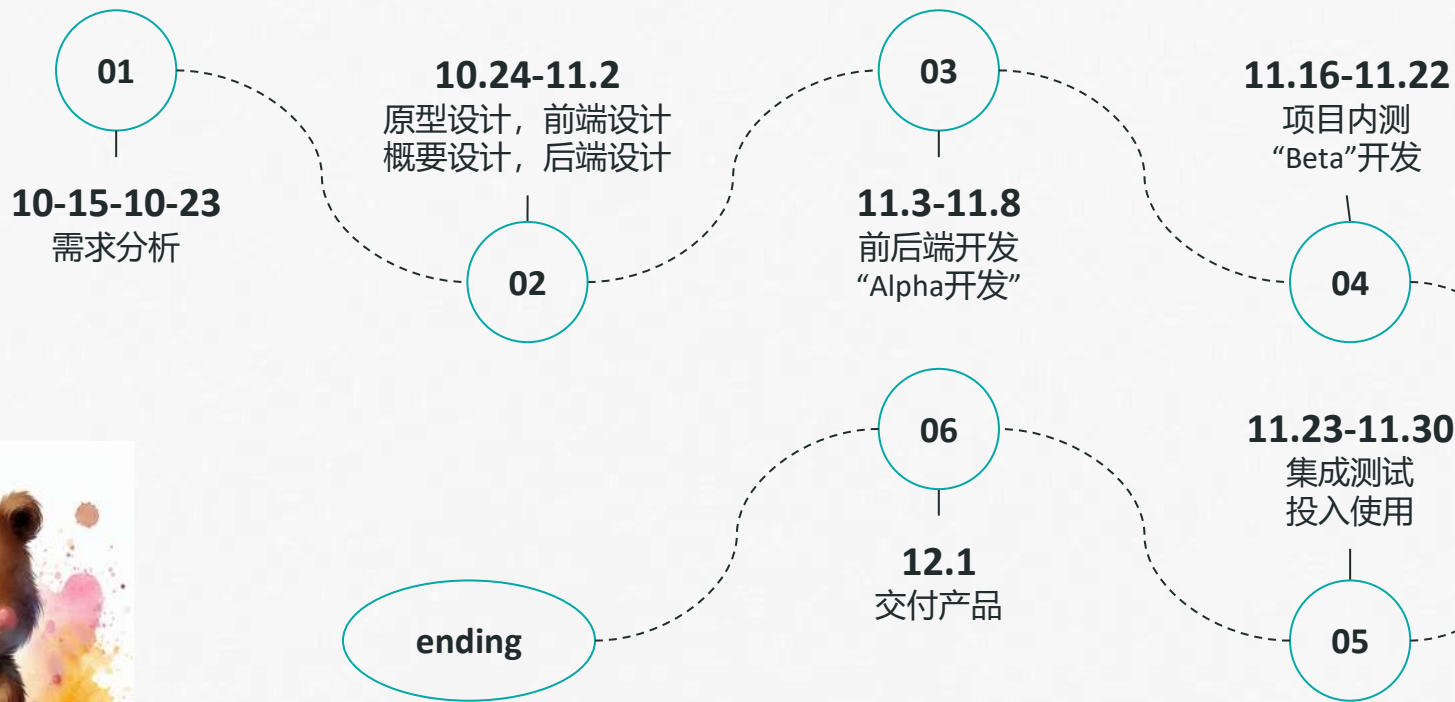 01
10-15-10-23
需求分析
10.24-11.2
原型设计，前端设计
概要设计，后端设计
02
03
11.3-11.8
前后端开发
“Alpha开发”
11.16-11.22
项目内测
“Beta”开发
04
11.23-11.30
集成测试
投入使用
05
06
12.1
交付产品
ending